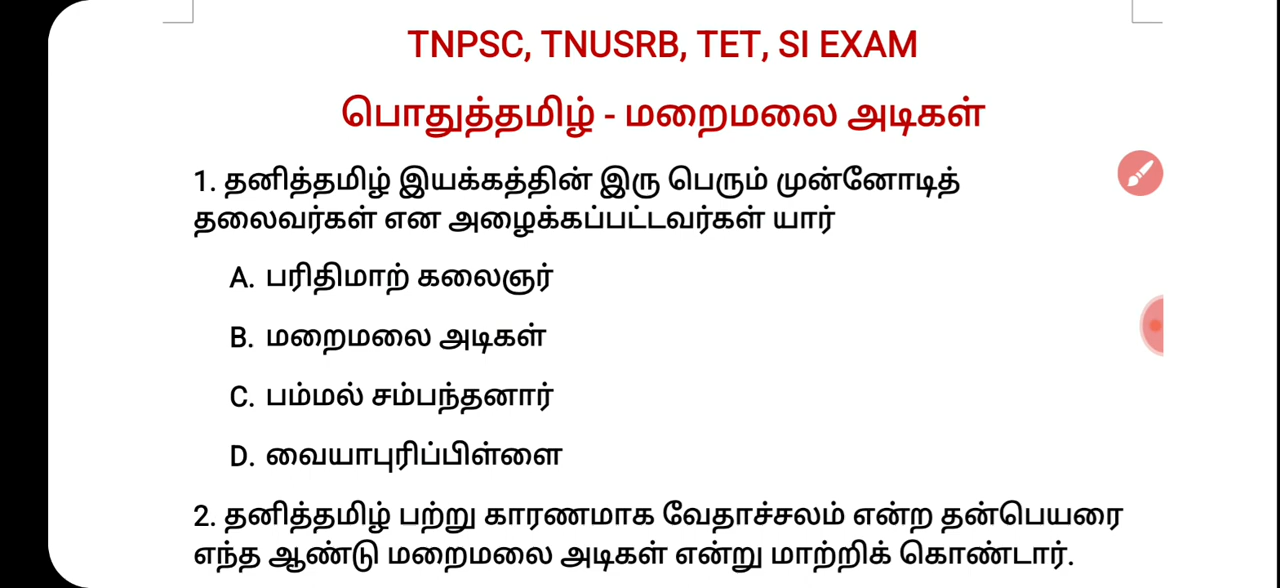 TNPSC, TNUSRB, TET, SI EXAM
பொதுத்தமிழ் - மறைமலை அடிகள்
1. தனித்தமிழ் இயக்கத்தின் இரு பெரும் முன்னோடித்
தலைவர்கள் என அழைக்கப்பட்டவர்கள் யார்
A. பரிதிமாற் கலைஞர்
B. மறைமலை அடிகள்
C. பம்மல் சம்பந்தனார்
D. வையாபுரிப்பிள்ளை
2. தனித்தமிழ் பற்று காரணமாக வேதாச்சலம் என்ற தன்பெயரை
எந்த ஆண்டு மறைமலை அடிகள் என்று மாற்றிக் கொண்டார்.